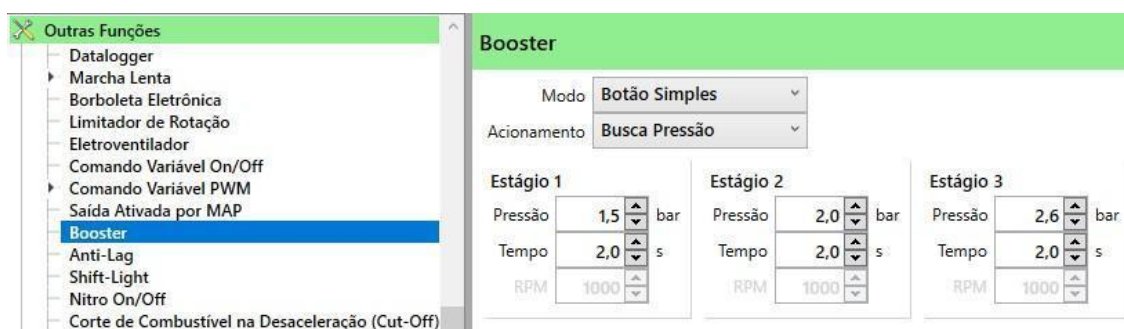 Outras Funções
Datalogger
Marcha Lenta
Borboleta Eletrônica
Limitador de Rotação
Eletroventilador
Comando Variável On/Off
Comando Variável PWM
Saída Ativada por MAP
Booster
Anti-Lag
Shift-Light
Nitro On/Off
Corte de Combustível na Desaceleração (Cut-Off)
Booster
Modo Botão Simples
Acionamento Busca Pressão
Estágio 1 Estágio 2 Estágio 3
Pressão 1,5 bar Pressão 2,0 bar Pressão 2,6 bar
Tempo 2,0 s Tempo 2,0 s Tempo 2,0 s
RPM 1000 RPM 1000 RPM 1000